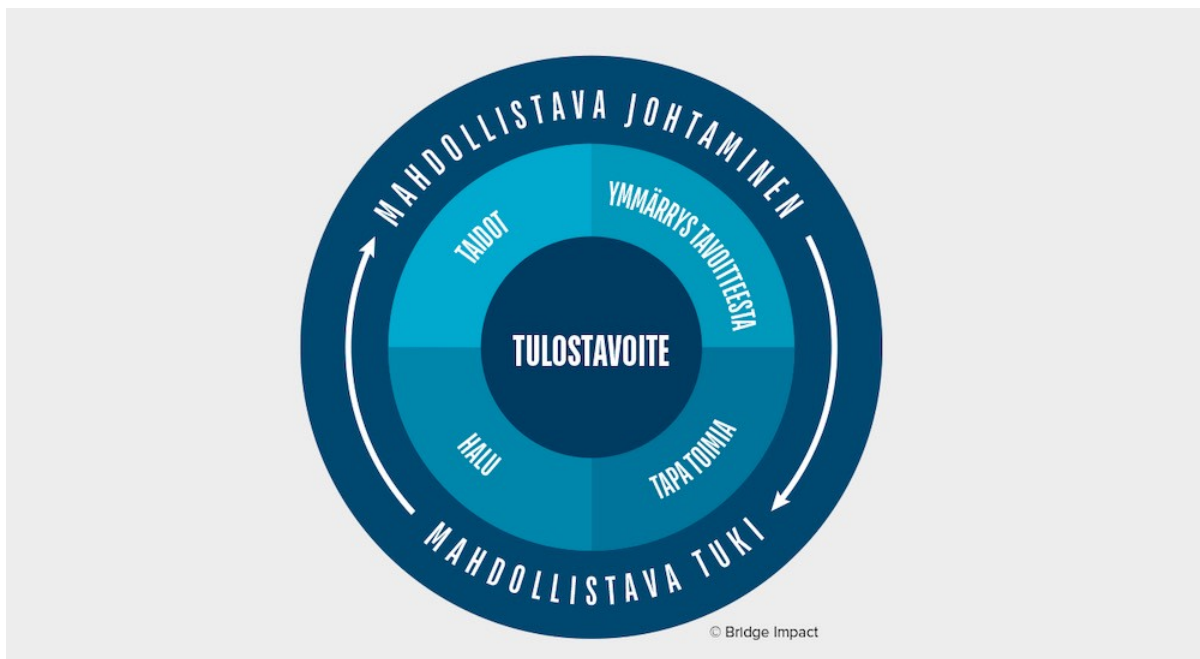 MAHDOLLISTAVA JOHTAMINEN
TAIDOT
YMMÄRRYS TAVOITTEESTA
TULOSTAVOITE
HALU
TAPA TOIMIA
MAHDOLLISTAVA TUKI
© Bridge Impact